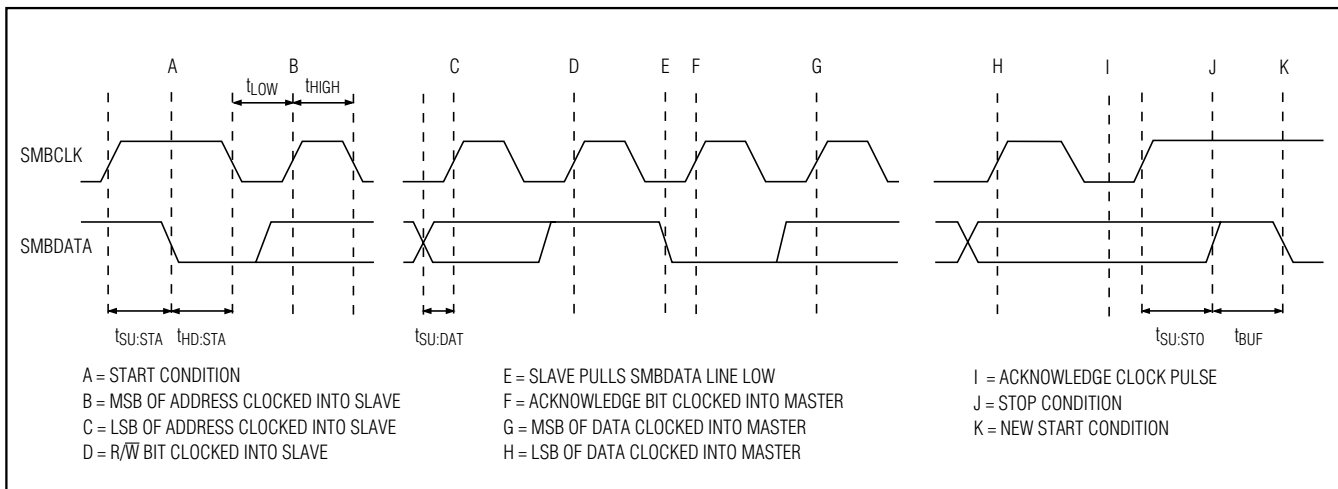 A B C D E F G H I J K
tLOW tHIGH
SMBCLK
SMBDATA
tSU:STA tHD:STA tSU:DAT tSU:STO tBUF
A = START CONDITION
B = MSB OF ADDRESS CLOCKED INTO SLAVE
C = LSB OF ADDRESS CLOCKED INTO SLAVE
D = R/W̅ BIT CLOCKED INTO SLAVE
E = SLAVE PULLS SMBDATA LINE LOW
F = ACKNOWLEDGE BIT CLOCKED INTO MASTER
G = MSB OF DATA CLOCKED INTO MASTER
H = LSB OF DATA CLOCKED INTO MASTER
I = ACKNOWLEDGE CLOCK PULSE
J = STOP CONDITION
K = NEW START CONDITION